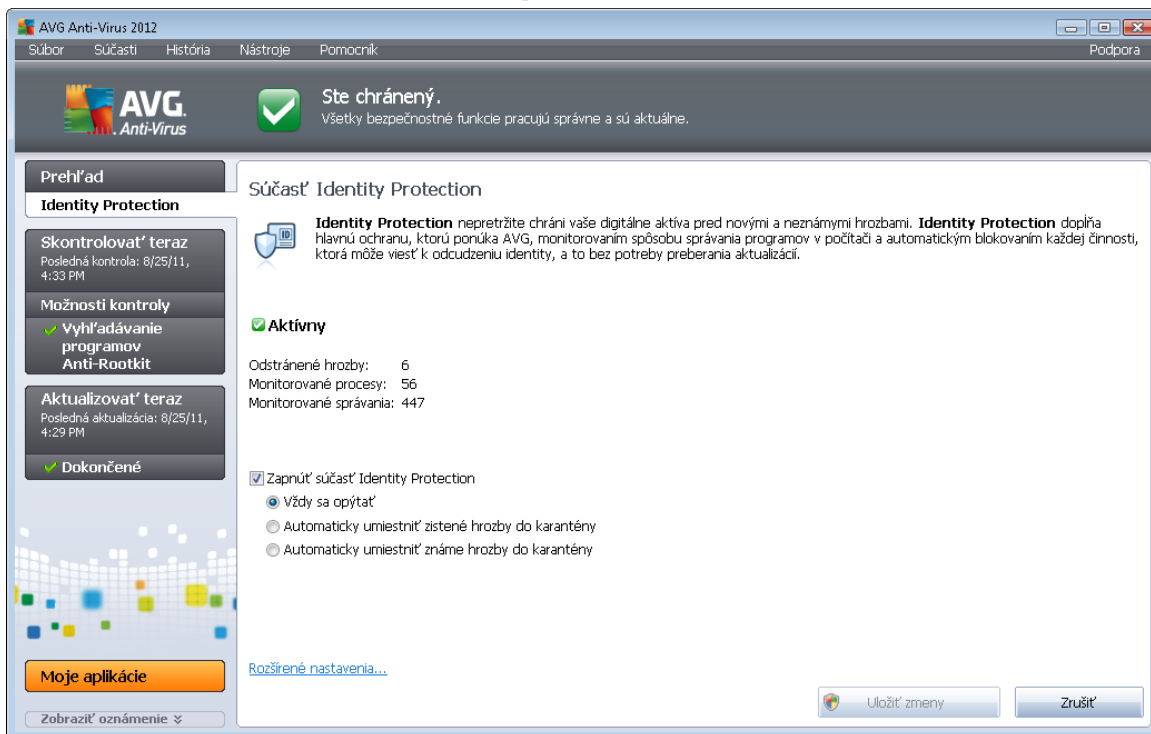 AVG Anti-Virus 2012
Súbor Súčasti História Nástroje Pomocník Podpora
AVG.
Anti-Virus
Ste chránený.
Všetky bezpečnostné funkcie pracujú správne a sú aktuálne.
Prehľad
Identity Protection
Skontrolovať teraz
Posledná kontrola: 8/25/11,
4:33 PM
Možnosti kontroly
Vyhľadávanie
programov
Anti-Rootkit
Aktualizovať teraz
Posledná aktualizácia: 8/25/11,
4:29 PM
Dokončené
Moje aplikácie
Zobraziť oznámenie
Súčasť Identity Protection
ID
Identity Protection nepretržite chráni vaše digitálne aktíva pred novými a neznámymi hrozbami. Identity Protection dopĺňa
hlavnú ochranu, ktorú ponúka AVG, monitorovaním spôsobu správania programov v počítači a automatickým blokovaním každej činnosti,
ktorá môže viesť k odcudzeniu identity, a to bez potreby preberania aktualizácií.
Aktívny
Odstránené hrozby: 6
Monitorované procesy: 56
Monitorované správania: 447
Zapnúť súčasť Identity Protection
Vždy sa opýtať
Automaticky umiestniť zistené hrozby do karantény
Automaticky umiestniť známe hrozby do karantény
Rozšírené nastavenia...
Uložiť zmeny
Zrušiť